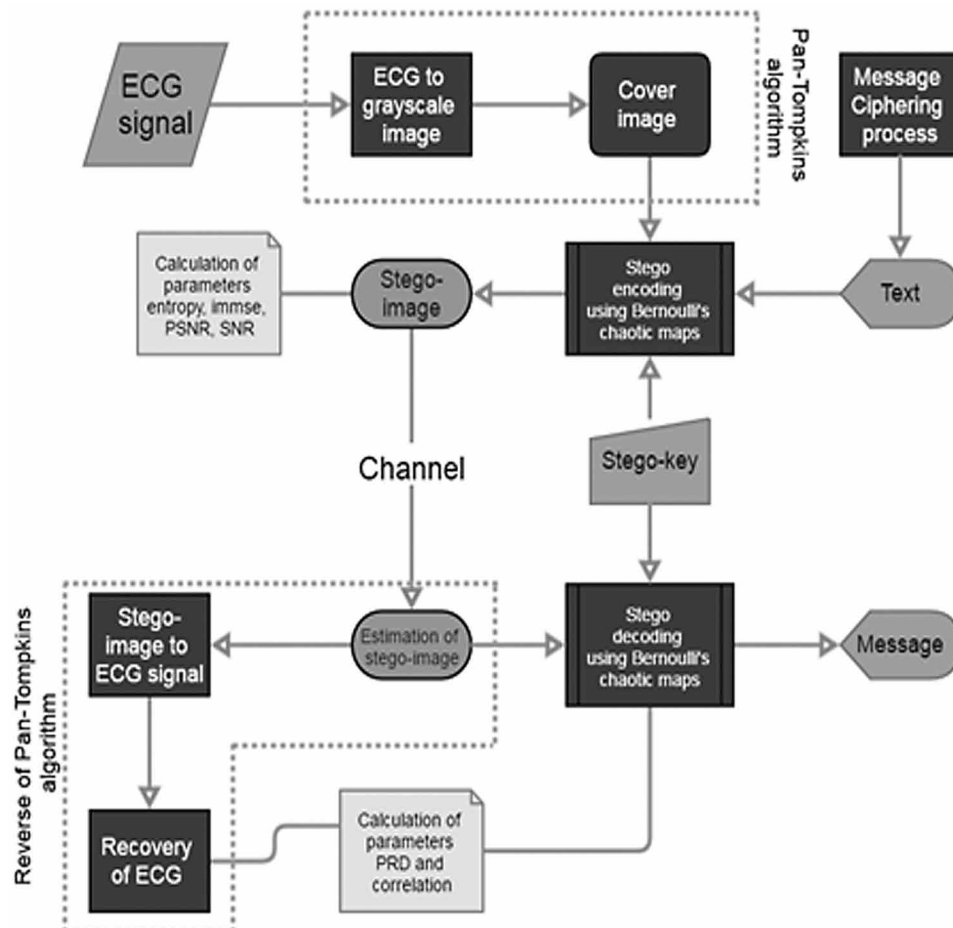 ECG
signal
ECG to
grayscale
image
Cover
image
Pan-Tompkins
algorithm
Message
Ciphering
process
Calculation of
parameters
entropy, immse,
PSNR, SNR
Stego-
image
Stego
encoding
using Bernoulli's
chaotic maps
Text
Channel
Stego-key
Reverse of Pan-Tompkins
algorithm
Stego-
image to
ECG signal
Estimation of
stego-image
Stego
decoding
using Bernoulli's
chaotic maps
Message
Recovery
of ECG
Calculation of
parameters
PRD and
correlation